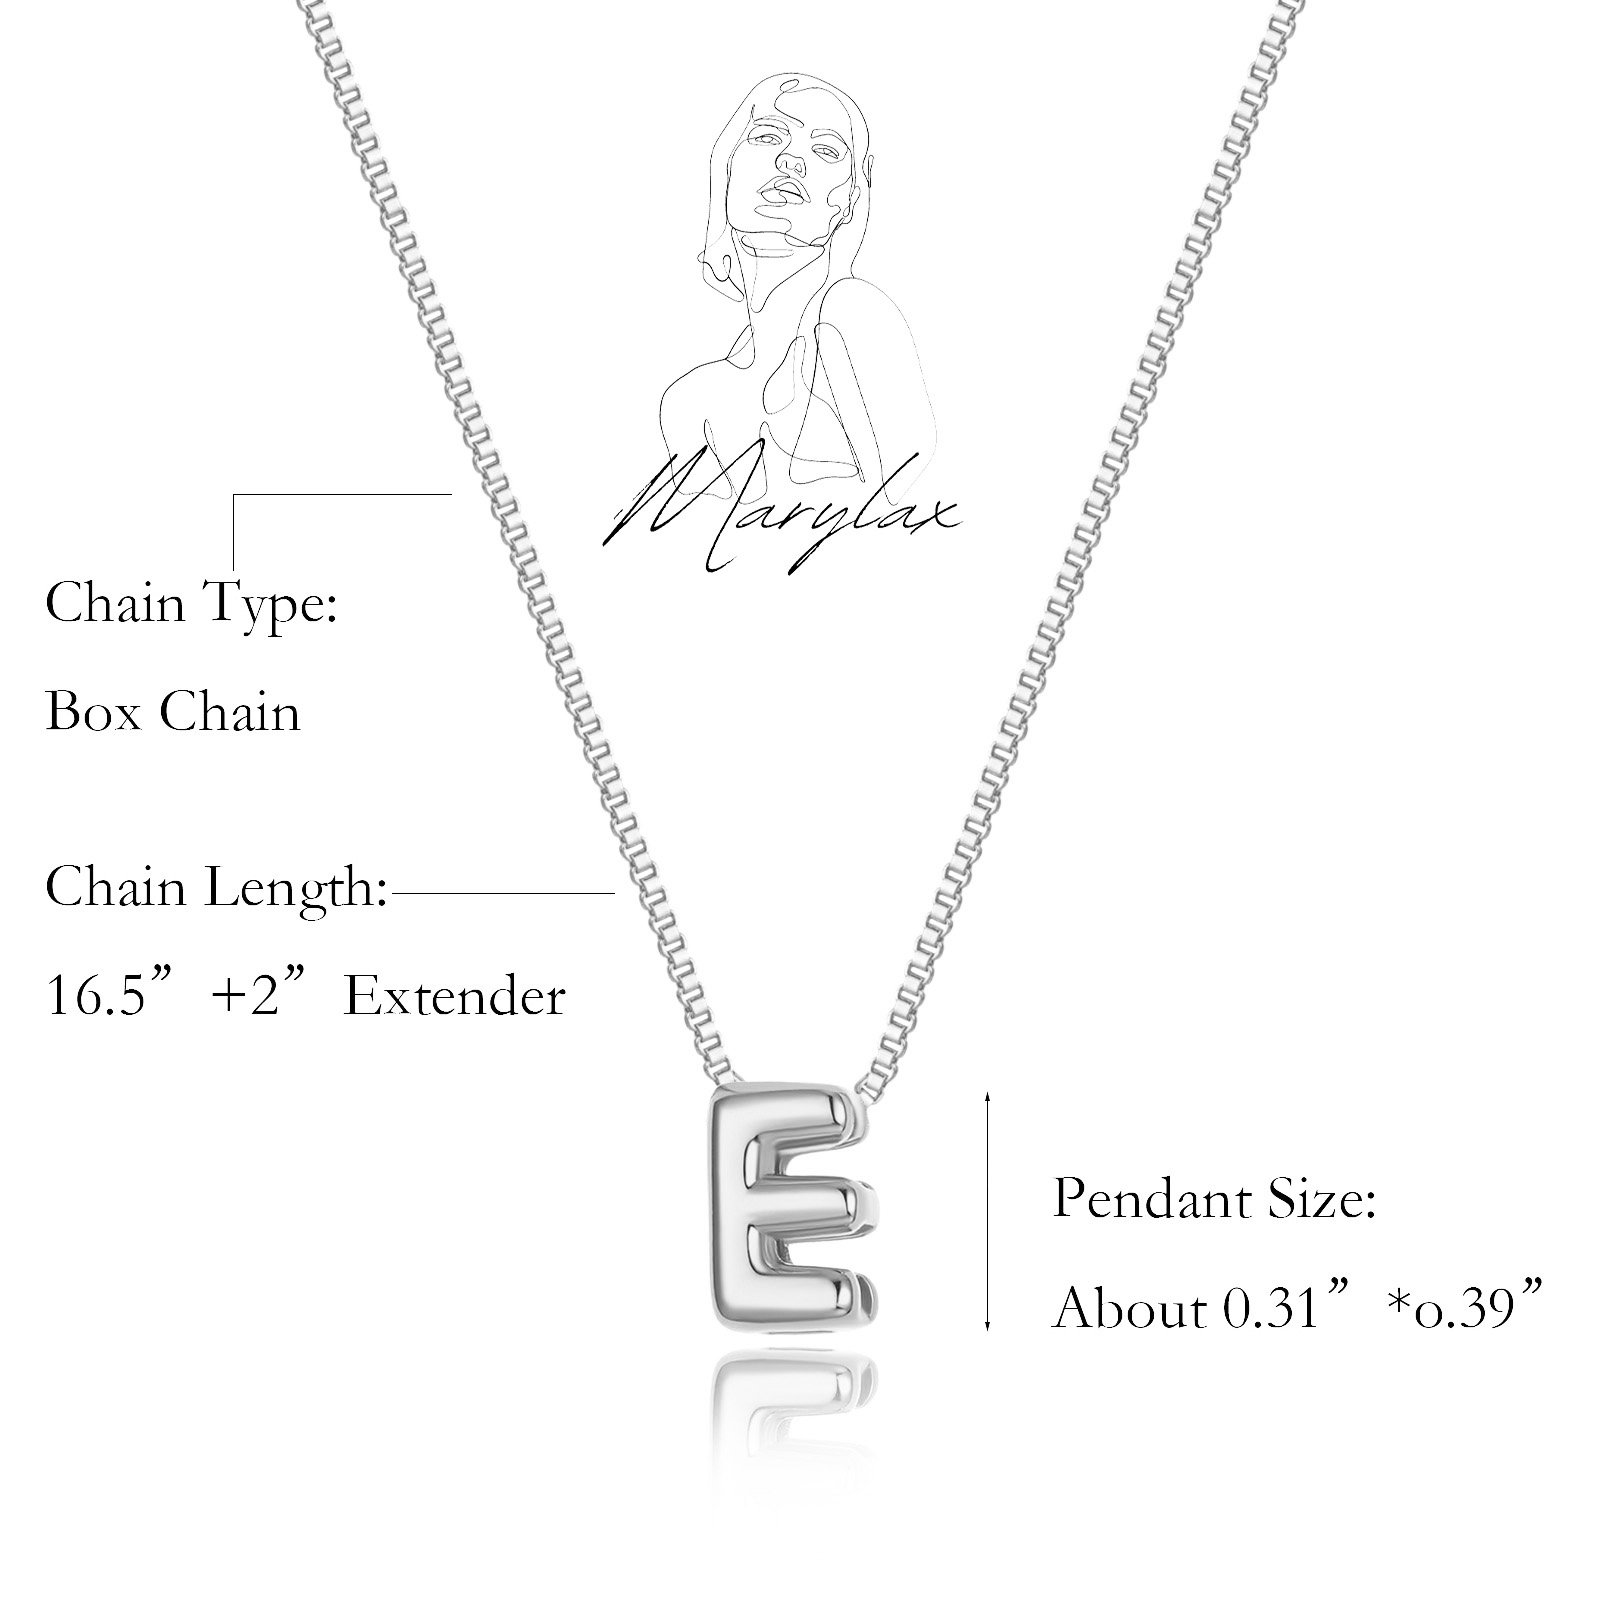 Marylax
Chain Type:
Box Chain
Chain Length:
16.5” +2” Extender
E
Pendant Size:
About 0.31” *o.39”